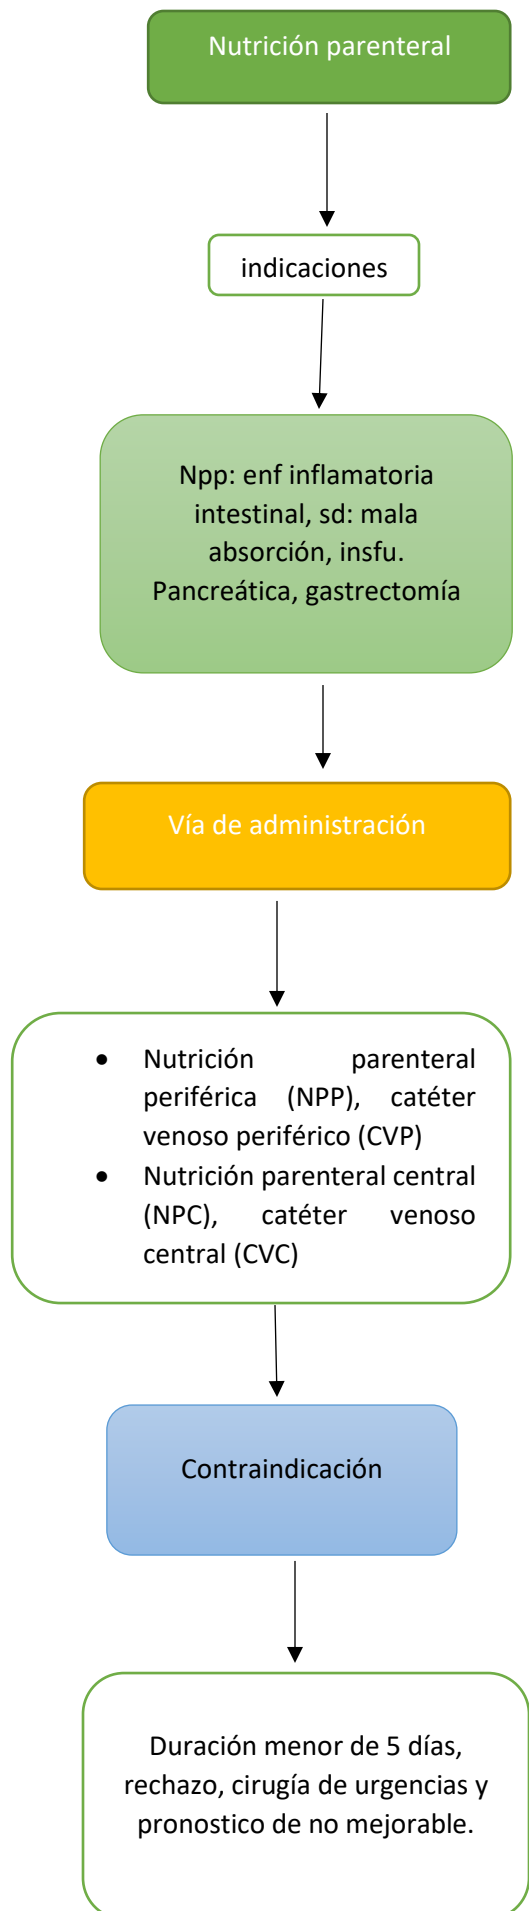 Nutrición parenteral
indicaciones
Npp: enf inflamatoria
intestinal, sd: mala
absorción, insfu.
Pancreática, gastrectomía
Vía de administración
• Nutrición parenteral
periférica (NPP), catéter
venoso periférico (CVP)
• Nutrición parenteral central
(NPC), catéter venoso
central (CVC)
Contraindicación
Duración menor de 5 días,
rechazo, cirugía de urgencias y
pronostico de no mejorable.